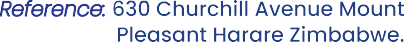 Reference: 630 Churchill Avenue Mount
Pleasant Harare Zimbabwe.